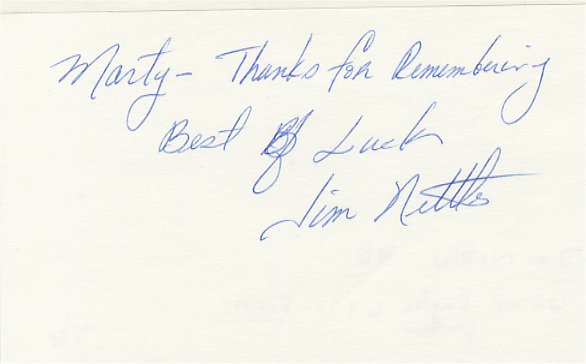 Marty - Thanks for Remembering
Best Of Luck
Jim Nettles